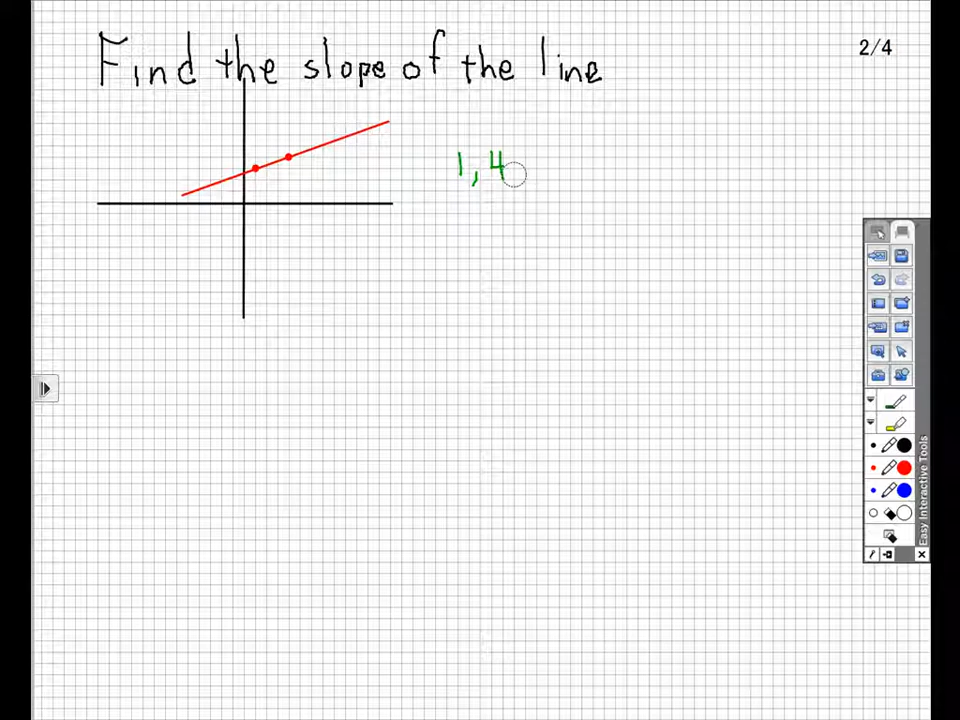 Find the slope of the line
2/4
1,4
Easy Interactive Tools